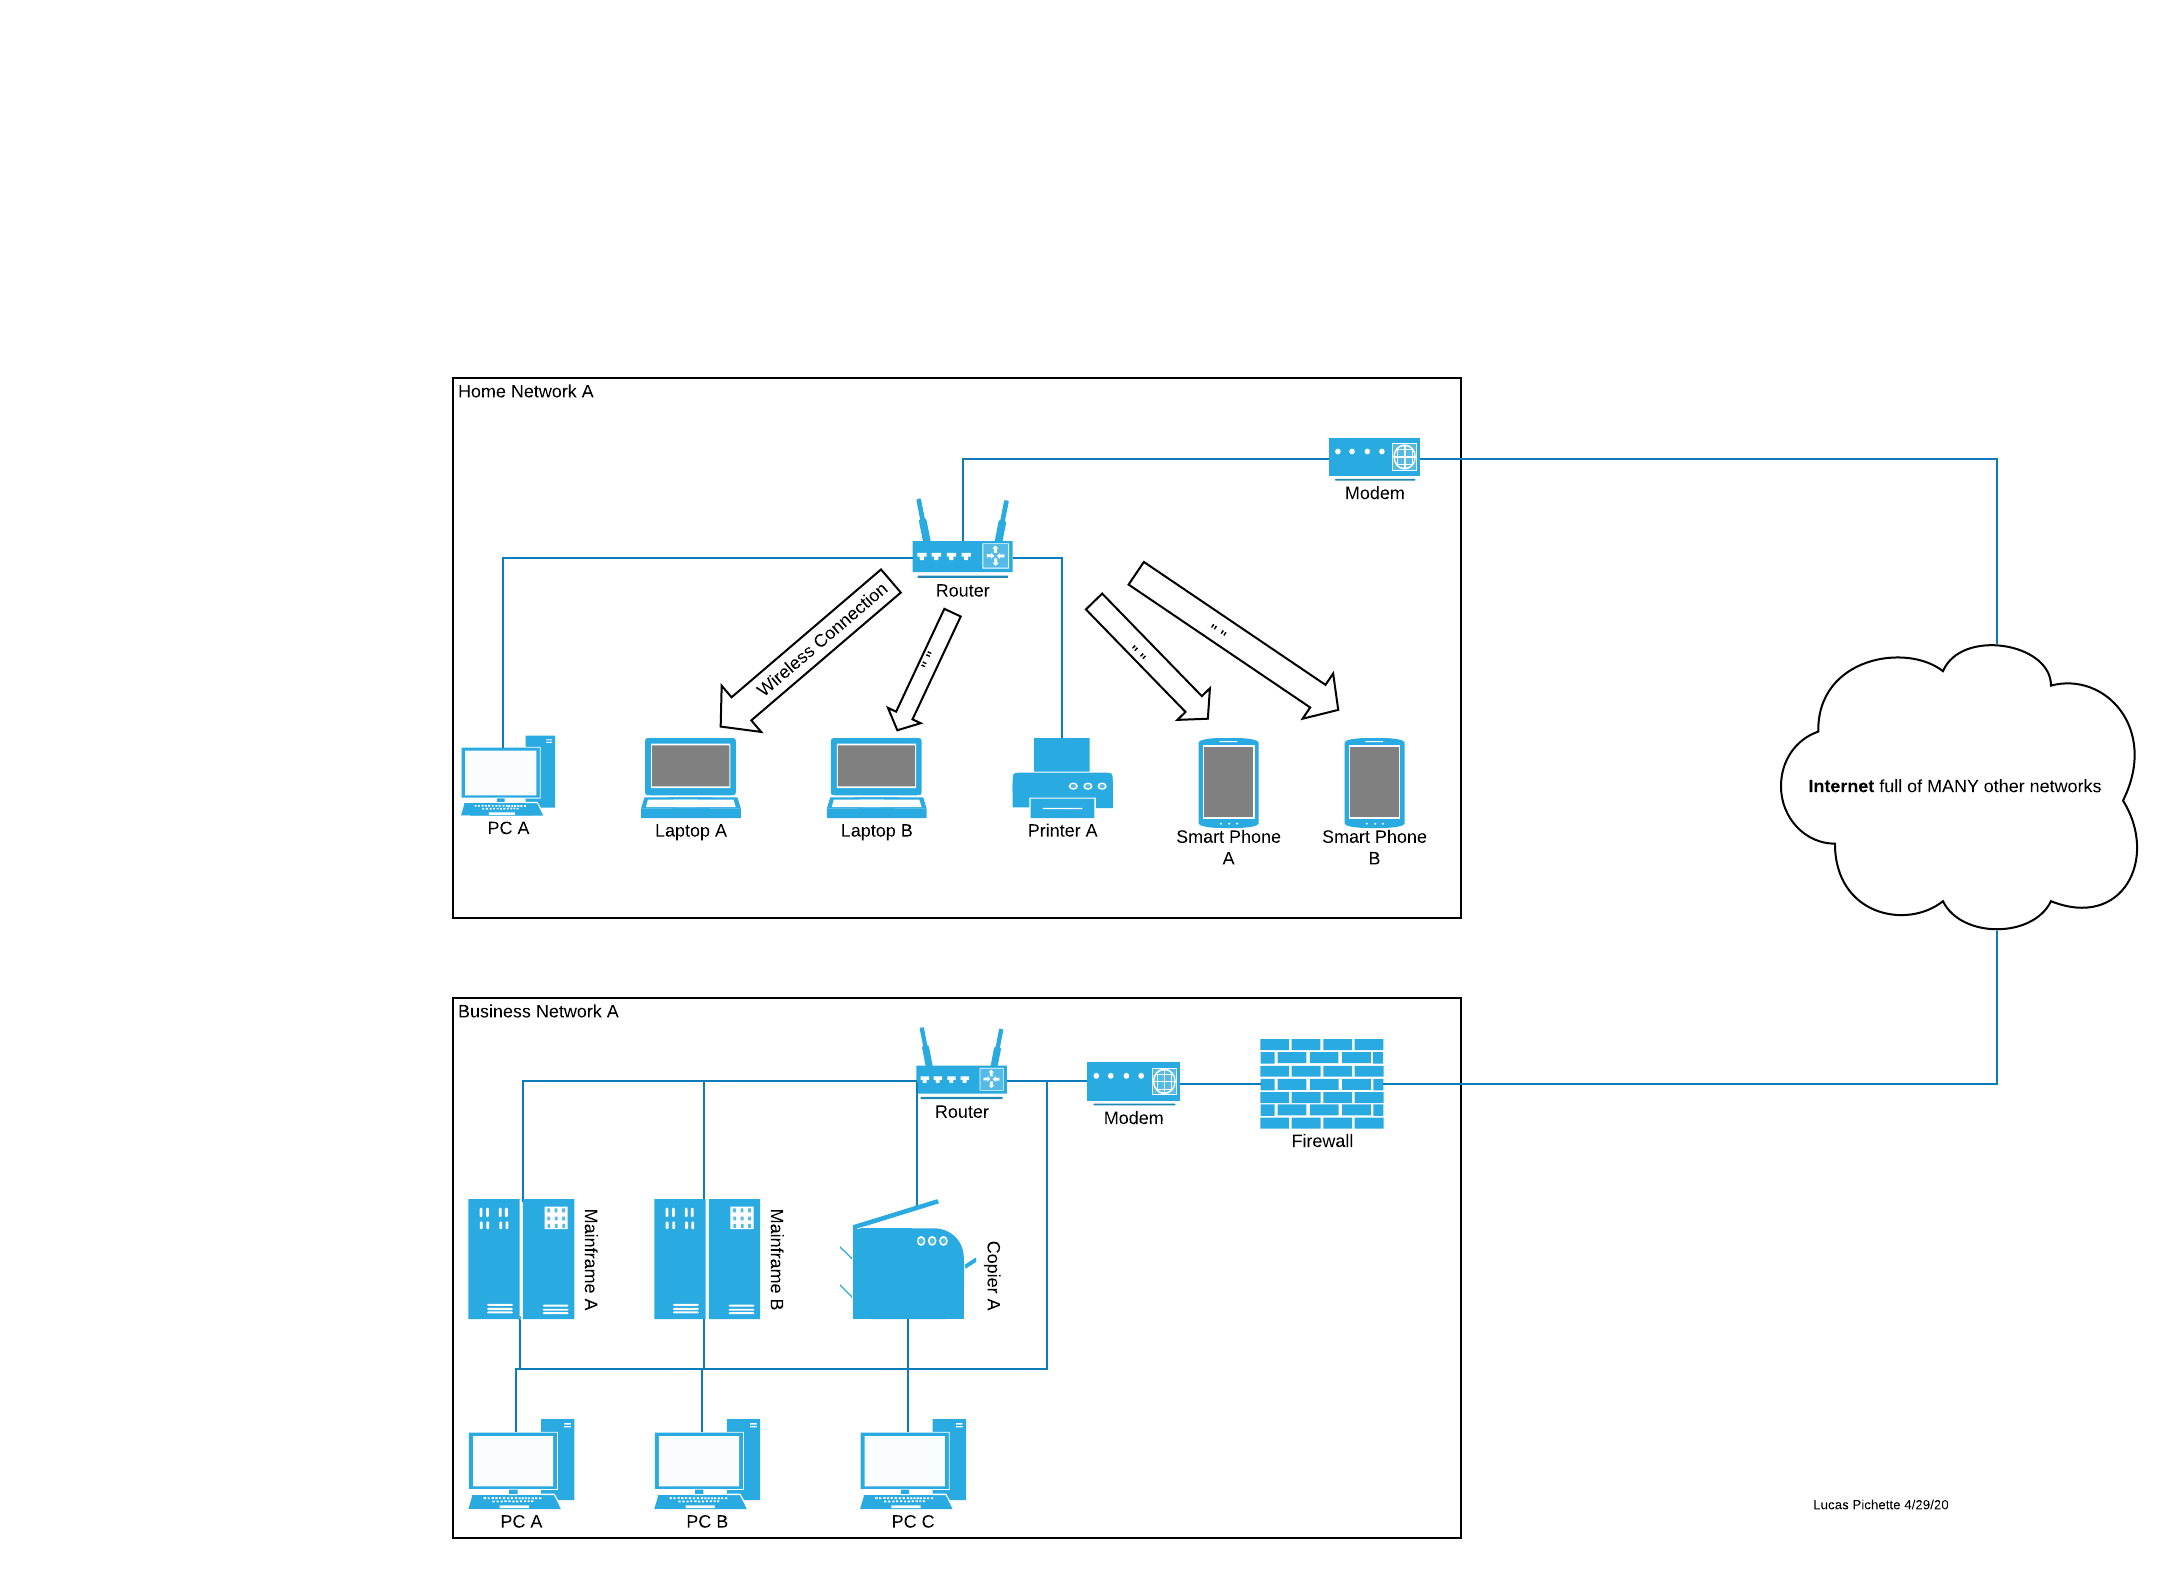 Home Network A
Modem
Router
Wireless Connection
" "
" "
" "
PC A
Laptop A
Laptop B
Printer A
Smart Phone
A
Smart Phone
B
Internet full of MANY other networks
Business Network A
Router
Modem
Firewall
Mainframe A
Mainframe B
Copier A
PC A
PC B
PC C
Lucas Pichette 4/29/20